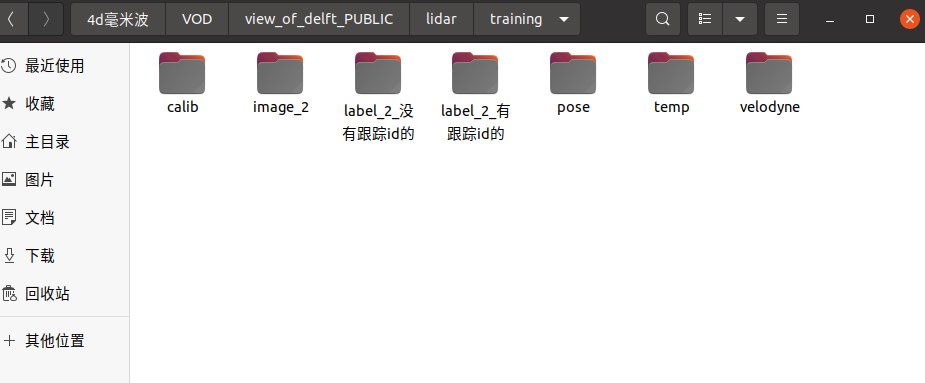 4d毫米波 VOD view_of_delft_PUBLIC lidar training
最近使用
收藏
主目录
图片
文档
下载
回收站
其他位置
calib image_2 label_2_没有跟踪id的 label_2_有跟踪id的 pose temp velodyne